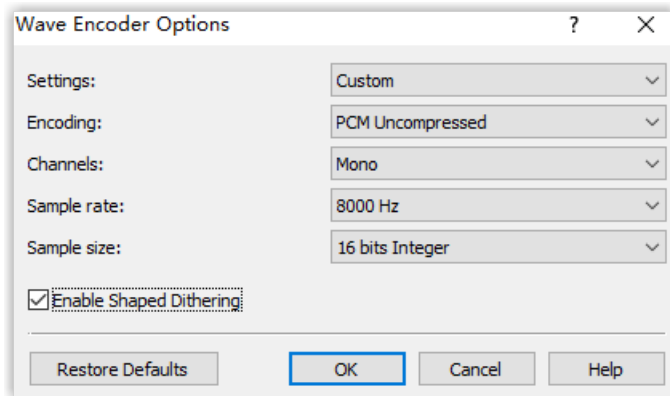 Wave Encoder Options ?
Settings: Custom
Encoding: PCM Uncompressed
Channels: Mono
Sample rate: 8000 Hz
Sample size: 16 bits Integer
Enable Shaped Dithering
Restore Defaults OK Cancel Help